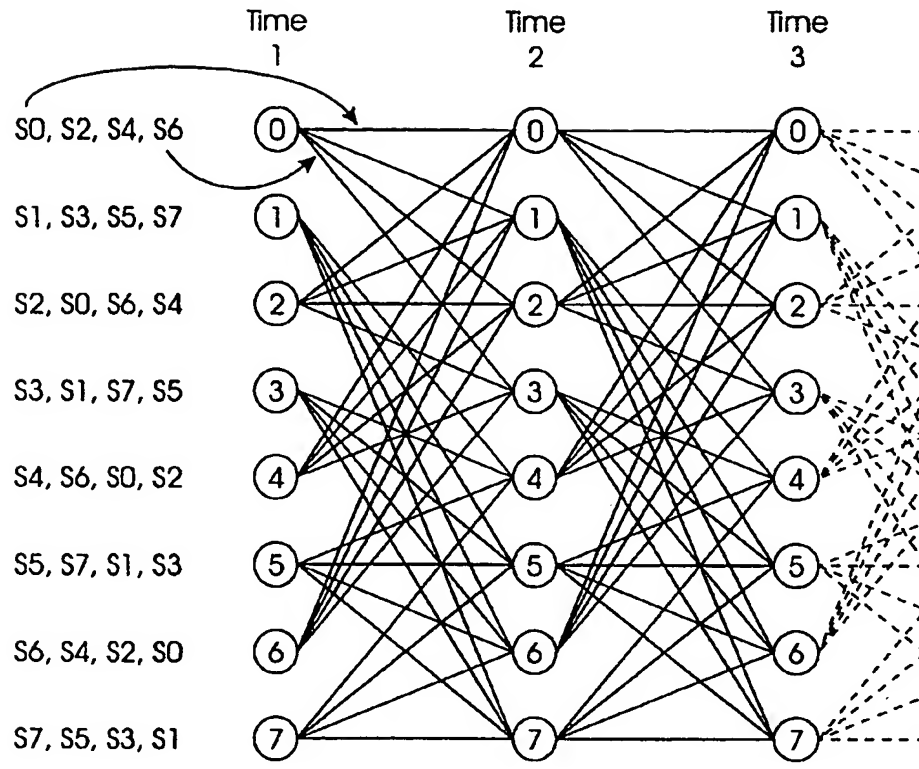 Time Time Time
1 2 3
S0, S2, S4, S6 0 0 0
S1, S3, S5, S7 1 1 1
S2, S0, S6, S4 2 2 2
S3, S1, S7, S5 3 3 3
S4, S6, S0, S2 4 4 4
S5, S7, S1, S3 5 5 5
S6, S4, S2, S0 6 6 6
S7, S5, S3, S1 7 7 7